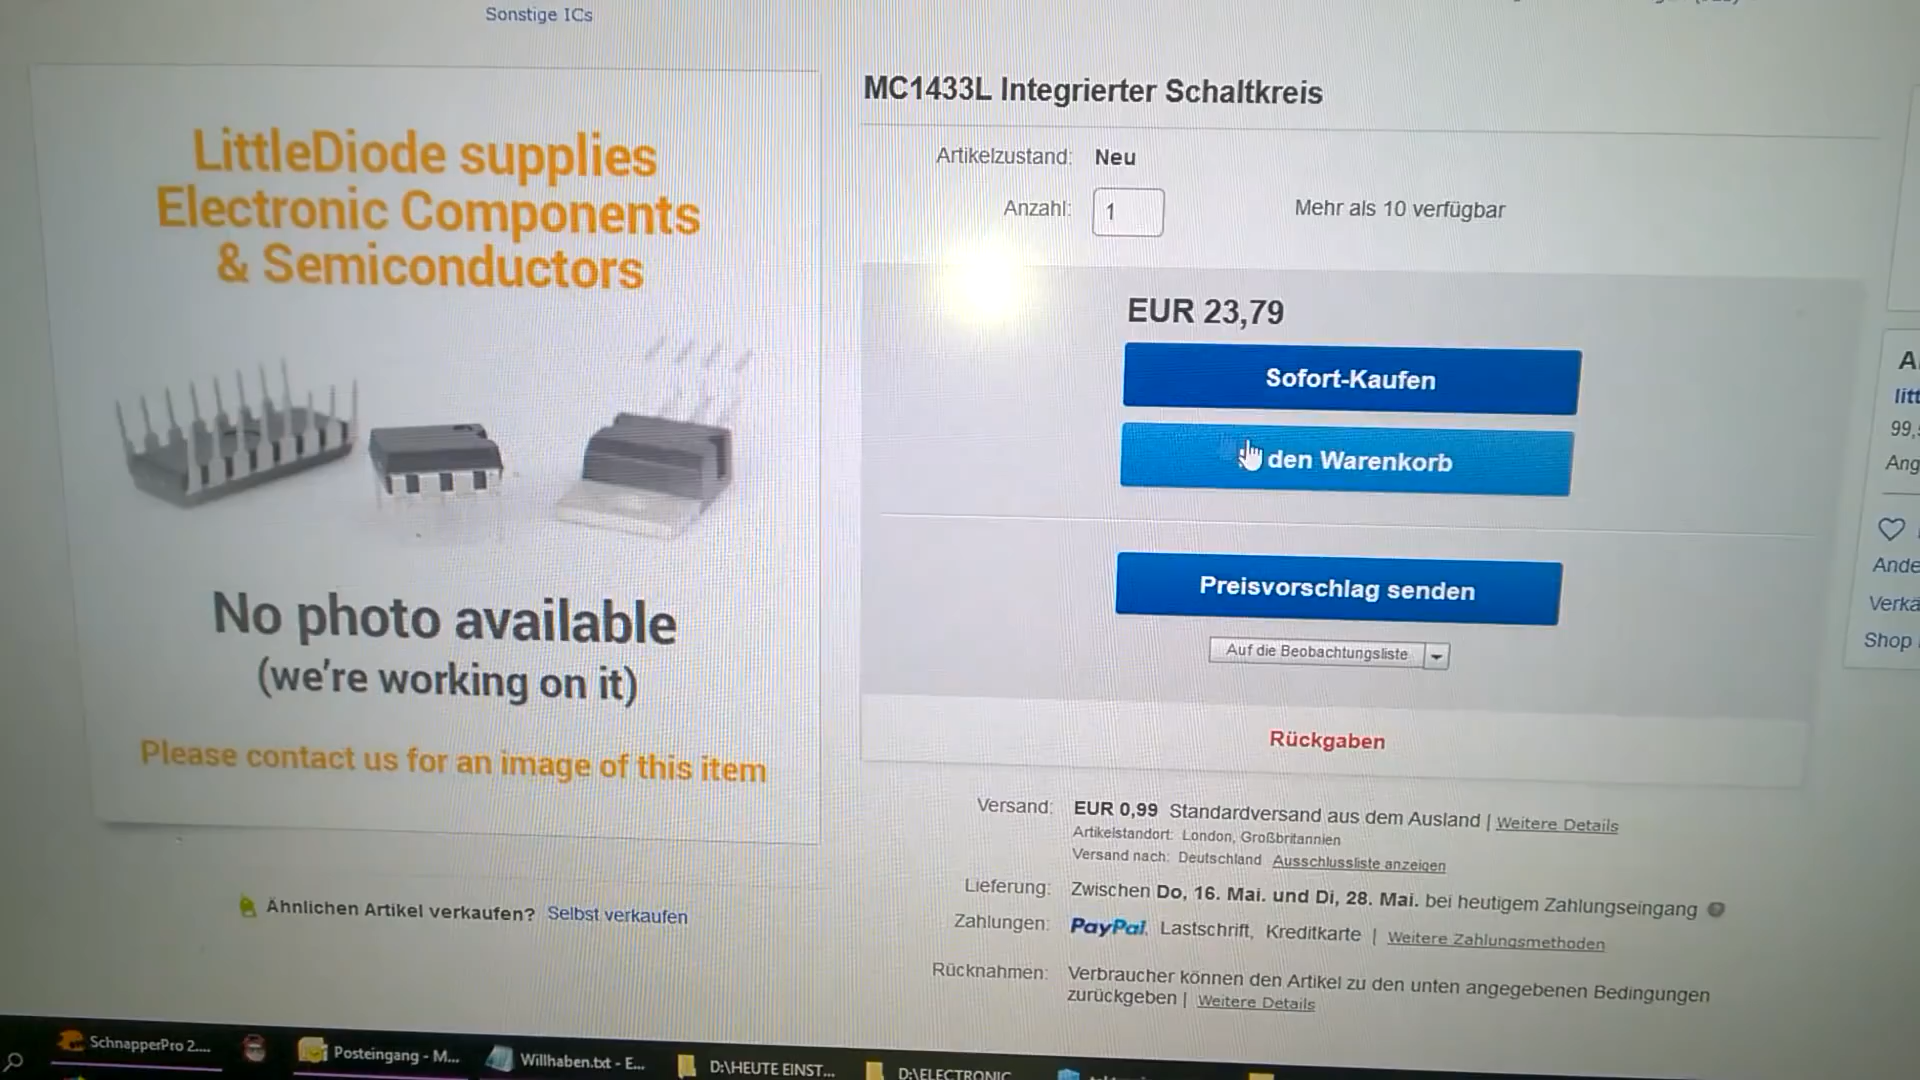 Sonstige ICs
LittleDiode supplies
Electronic Components
& Semiconductors
No photo available
(we're working on it)
Please contact us for an image of this item
Ähnlichen Artikel verkaufen? Selbst verkaufen
MC1433L Integrierter Schaltkreis
Artikelzustand: Neu
Anzahl: 1 Mehr als 10 verfügbar
EUR 23,79
Sofort-Kaufen
den Warenkorb
Preisvorschlag senden
Auf die Beobachtungsliste
Rückgaben
Versand: EUR 0,99 Standardversand aus dem Ausland | Weitere Details
Artikelstandort: London, Großbritannien
Versand nach: Deutschland Ausschlussliste anzeigen
Lieferung: Zwischen Do, 16. Mai. und Di, 28. Mai. bei heutigem Zahlungseingang
Zahlungen: PayPal, Lastschrift, Kreditkarte | Weitere Zahlungsmethoden
Rücknahmen: Verbraucher können den Artikel zu den unten angegebenen Bedingungen
zurückgeben | Weitere Details
A
litt
99,
Ang
Ande
Verkä
Shop
SchnapperPro 2.... Posteingang - M... Willhaben.txt - E... D:\HEUTE EINST... D:\ELECTRONIC